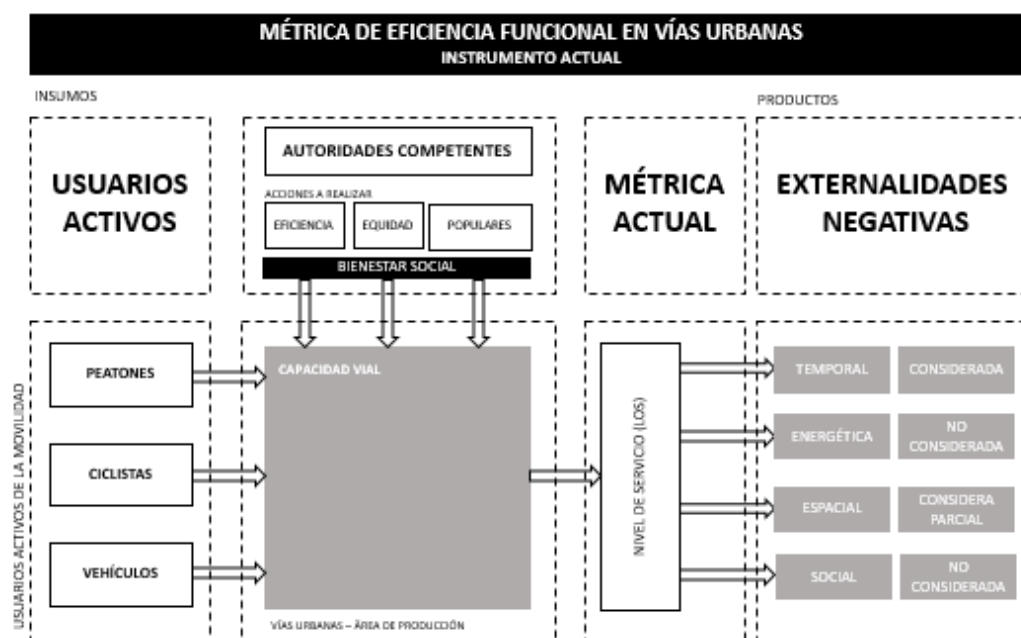 MÉTRICA DE EFICIENCIA FUNCIONAL EN VÍAS URBANAS
INSTRUMENTO ACTUAL
INSUMOS
PRODUCTOS
USUARIOS
ACTIVOS
AUTORIDADES COMPETENTES
ACCIONES A REALIZAR
EFICIENCIA
EQUIDAD
POPULARES
BIENESTAR SOCIAL
MÉTRICA
ACTUAL
EXTERNALIDADES
NEGATIVAS
USUARIOS ACTIVOS DE LA MOVILIDAD
PEATONES
CICLISTAS
VEHÍCULOS
CAPACIDAD VIAL
VÍAS URBANAS – ÁREA DE PRODUCCIÓN
NIVEL DE SERVICIO (LOS)
TEMPORAL
CONSIDERADA
ENERGÉTICA
NO
CONSIDERADA
ESPACIAL
CONSIDERA
PARCIAL
SOCIAL
NO
CONSIDERADA